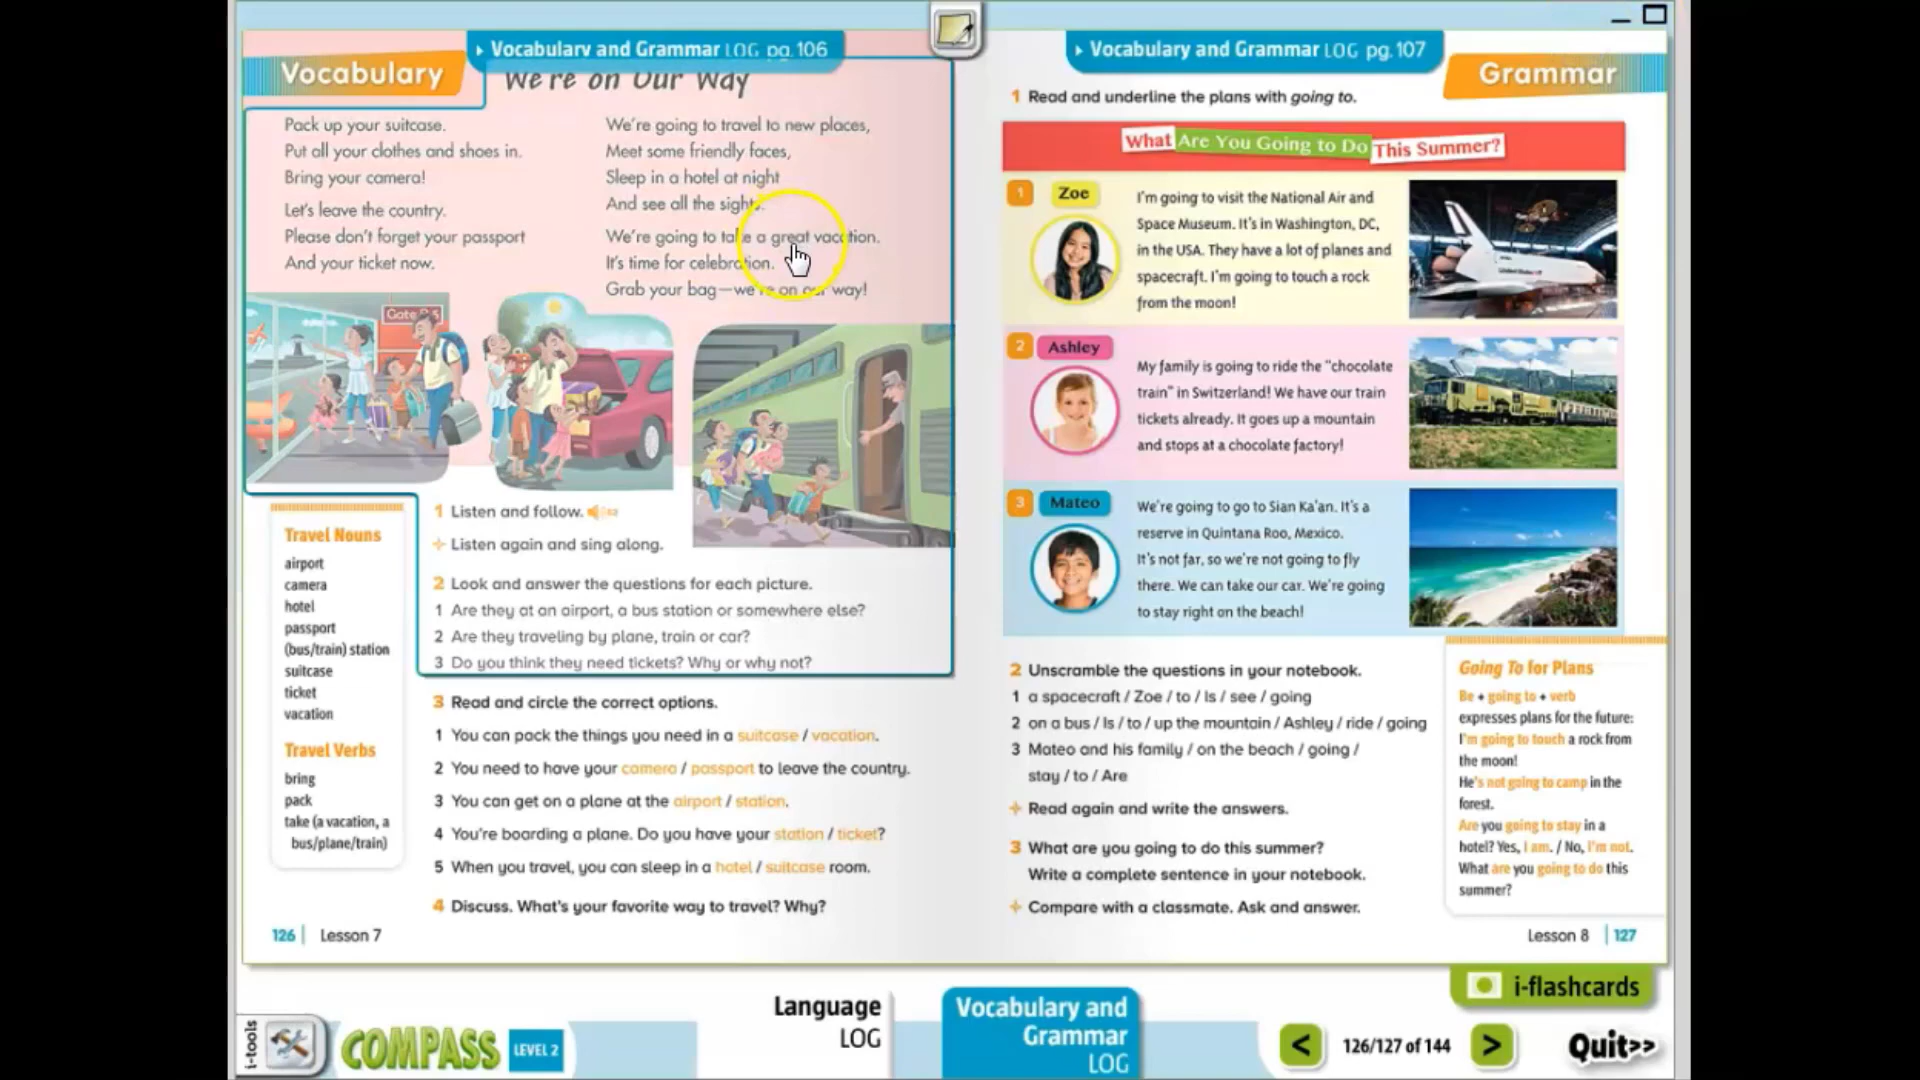 Vocabulary and Grammar LOG pg. 106
Vocabulary
We're on Our Way
Pack up your suitcase.
Put all your clothes and shoes in.
Bring your camera!
Let's leave the country.
Please don't forget your passport
And your ticket now.
We're going to travel to new places,
Meet some friendly faces,
Sleep in a hotel at night
And see all the sights.
We're going to take a great vacation.
It's time for celebration.
Grab your bag—we're on our way!
Travel Nouns
airport
camera
hotel
passport
(bus/train) station
suitcase
ticket
vacation
Travel Verbs
bring
pack
take (a vacation, a
bus/plane/train)
1 Listen and follow.
+ Listen again and sing along.
2 Look and answer the questions for each picture.
1 Are they at an airport, a bus station or somewhere else?
2 Are they traveling by plane, train or car?
3 Do you think they need tickets? Why or why not?
3 Read and circle the correct options.
1 You can pack the things you need in a suitcase / vacation.
2 You need to have your camera / passport to leave the country.
3 You can get on a plane at the airport / station.
4 You're boarding a plane. Do you have your station / ticket?
5 When you travel, you can sleep in a hotel / suitcase room.
4 Discuss. What's your favorite way to travel? Why?
126 | Lesson 7
Vocabulary and Grammar LOG pg. 107
Grammar
1 Read and underline the plans with going to.
What Are You Going to Do This Summer?
1 Zoe
I'm going to visit the National Air and
Space Museum. It's in Washington, DC,
in the USA. They have a lot of planes and
spacecraft. I'm going to touch a rock
from the moon!
2 Ashley
My family is going to ride the "chocolate
train" in Switzerland! We have our train
tickets already. It goes up a mountain
and stops at a chocolate factory!
3 Mateo
We're going to go to Sian Ka'an. It's a
reserve in Quintana Roo, Mexico.
It's not far, so we're not going to fly
there. We can take our car. We're going
to stay right on the beach!
2 Unscramble the questions in your notebook.
1 a spacecraft / Zoe / to / Is / see / going
2 on a bus / Is / to / up the mountain / Ashley / ride / going
3 Mateo and his family / on the beach / going /
stay / to / Are
+ Read again and write the answers.
3 What are you going to do this summer?
Write a complete sentence in your notebook.
+ Compare with a classmate. Ask and answer.
Going To for Plans
Be + going to + verb
expresses plans for the future:
I'm going to touch a rock from
the moon!
He's not going to camp in the
forest.
Are you going to stay in a
hotel? Yes, I am. / No, I'm not.
What are you going to do this
summer?
Lesson 8 | 127
i-flashcards
i-tools
COMPASS LEVEL 2
Language
LOG
Vocabulary and
Grammar
LOG
< 126/127 of 144 >
Quit>>